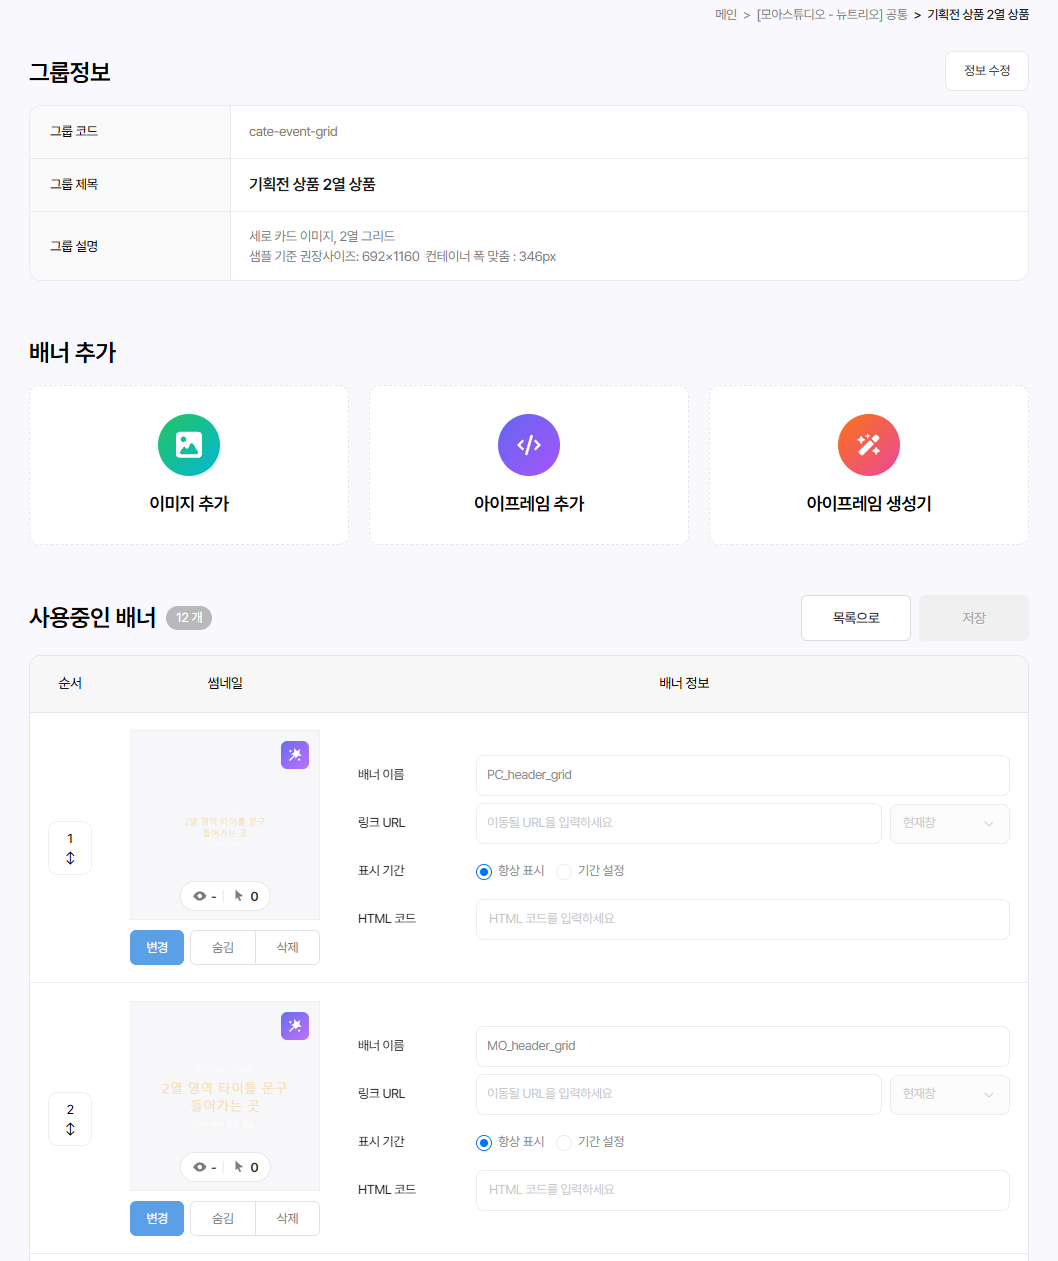 메인 > [모아스튜디오 - 뉴트리오] 공통 > 기획전 상품 2열 상품
그룹정보
정보 수정
그룹 코드
cate-event-grid
그룹 제목
기획전 상품 2열 상품
그룹 설명
세로 카드 이미지, 2열 그리드
샘플 기준 권장사이즈: 692×1160 컨테이너 폭 맞춤 : 346px
배너 추가
이미지 추가
아이프레임 추가
아이프레임 생성기
사용중인 배너 12 개
목록으로
저장
순서
썸네일
배너 정보
1
2열 영역 타이틀 문구
들어가는 곳
- 0
변경
숨김
삭제
배너 이름
PC_header_grid
링크 URL
이동될 URL을 입력하세요
현재창
표시 기간
항상 표시
기간 설정
HTML 코드
HTML 코드를 입력하세요
2
2열 영역 타이틀 문구
들어가는 곳
- 0
변경
숨김
삭제
배너 이름
MO_header_grid
링크 URL
이동될 URL을 입력하세요
현재창
표시 기간
항상 표시
기간 설정
HTML 코드
HTML 코드를 입력하세요